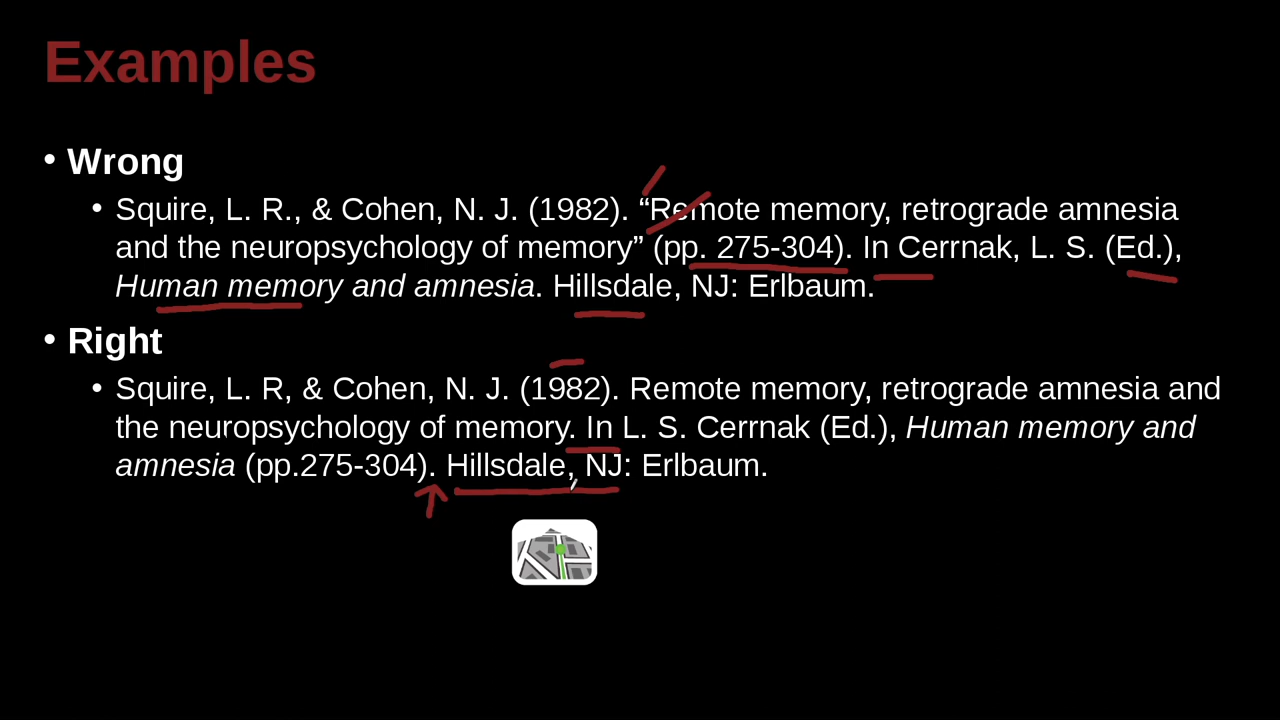 Examples
• Wrong
• Squire, L. R., & Cohen, N. J. (1982). “Remote memory, retrograde amnesia
and the neuropsychology of memory” (pp. 275-304). In Cerrnak, L. S. (Ed.),
Human memory and amnesia. Hillsdale, NJ: Erlbaum.
• Right
• Squire, L. R, & Cohen, N. J. (1982). Remote memory, retrograde amnesia and
the neuropsychology of memory. In L. S. Cerrnak (Ed.), Human memory and
amnesia (pp.275-304). Hillsdale, NJ: Erlbaum.